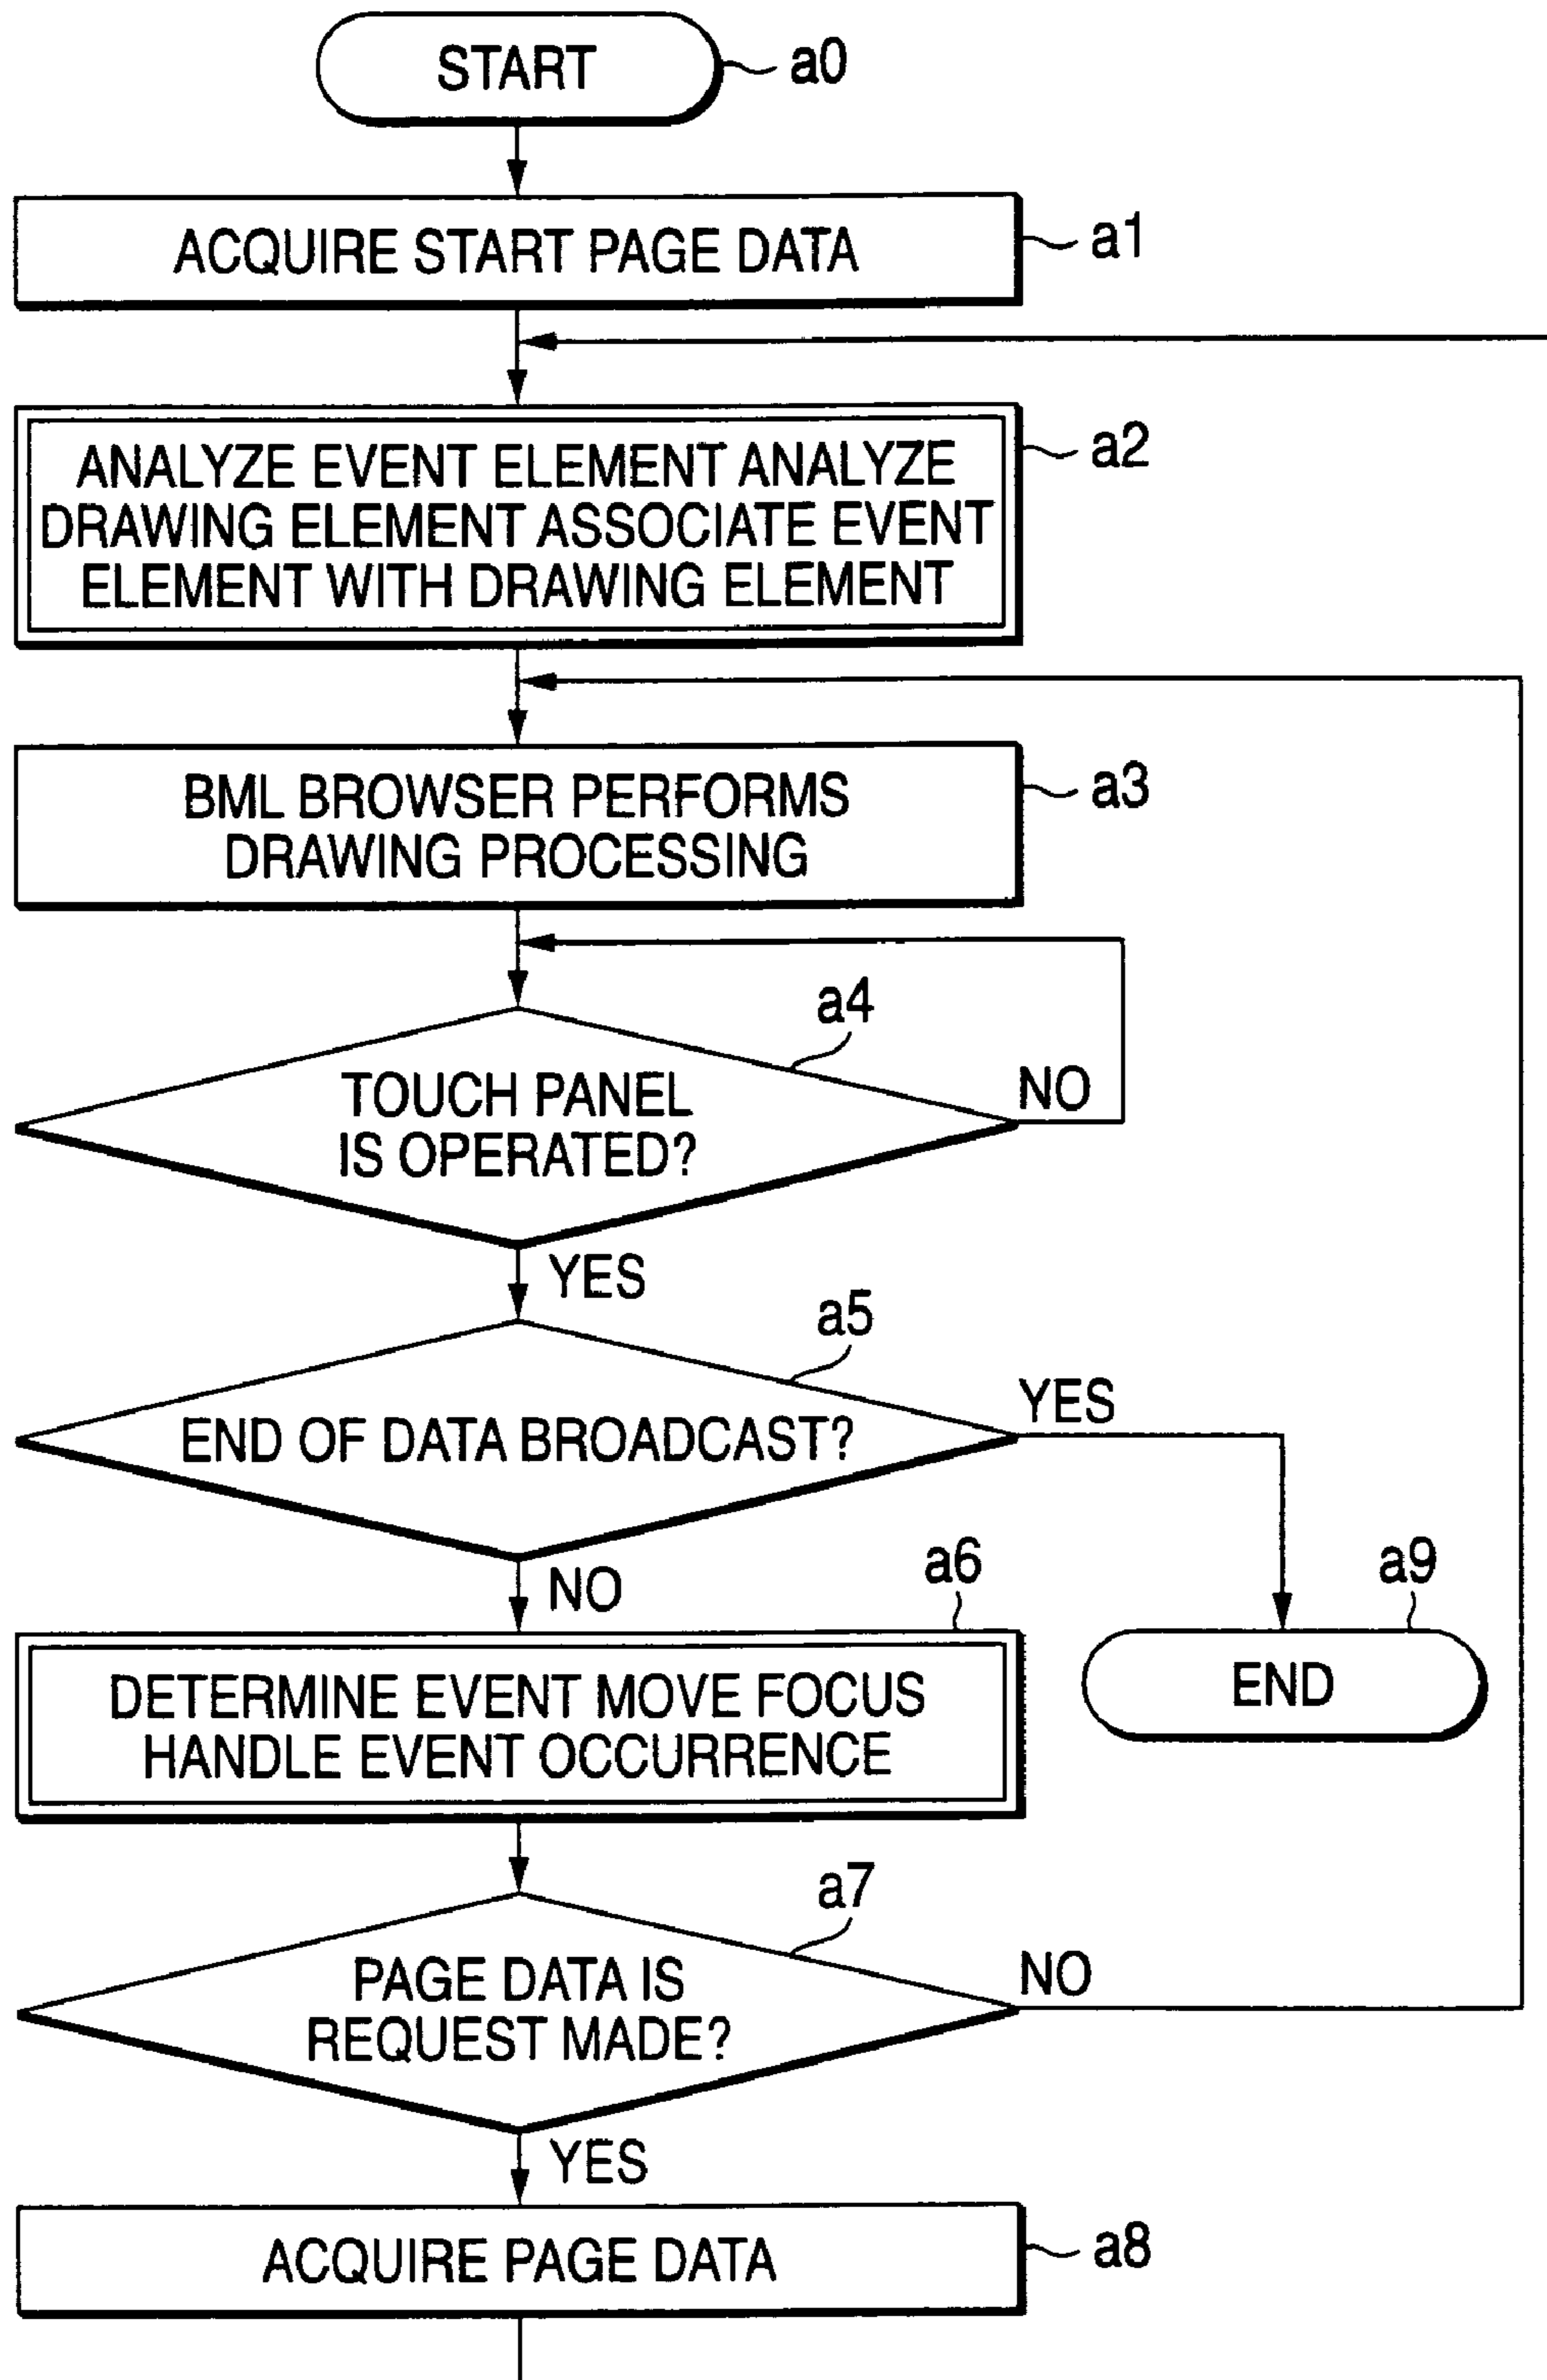 START
a0
ACQUIRE START PAGE DATA
a1
ANALYZE EVENT ELEMENT ANALYZE
DRAWING ELEMENT ASSOCIATE EVENT
ELEMENT WITH DRAWING ELEMENT
a2
BML BROWSER PERFORMS
DRAWING PROCESSING
a3
a4
TOUCH PANEL
IS OPERATED?
NO
YES
a5
END OF DATA BROADCAST?
YES
NO
a6
DETERMINE EVENT MOVE FOCUS
HANDLE EVENT OCCURRENCE
a9
END
a7
PAGE DATA IS
REQUEST MADE?
NO
YES
ACQUIRE PAGE DATA
a8